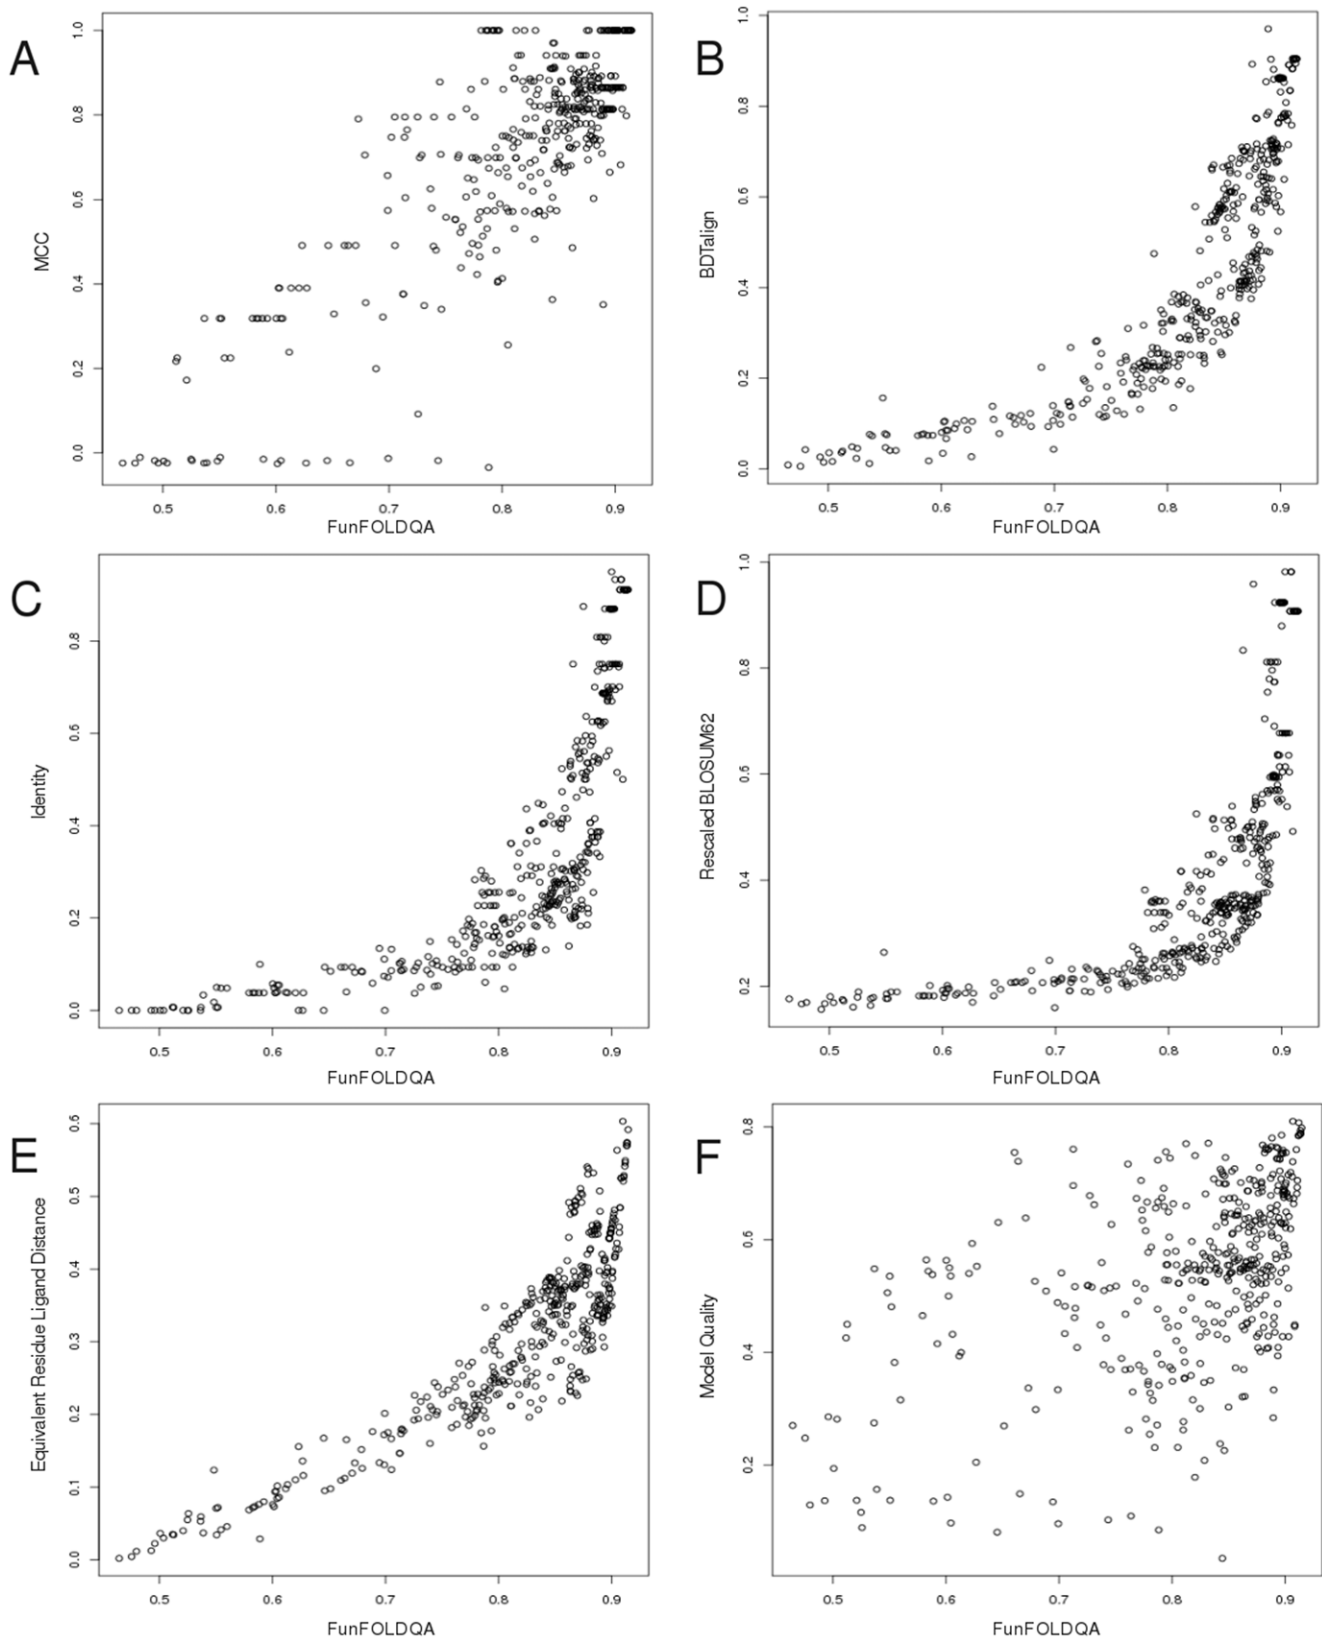 A
MCC
1.0
0.8
0.6
0.4
0.2
0.0
0.5 0.6 0.7 0.8 0.9
FunFOLDQA
B
BDTalign
1.0
0.8
0.6
0.4
0.2
0.0
0.5 0.6 0.7 0.8 0.9
FunFOLDQA
C
Identity
0.8
0.6
0.4
0.2
0.0
0.5 0.6 0.7 0.8 0.9
FunFOLDQA
D
Rescaled BLOSUM62
1.0
0.8
0.6
0.4
0.2
0.5 0.6 0.7 0.8 0.9
FunFOLDQA
E
Equivalent Residue Ligand Distance
0.6
0.5
0.4
0.3
0.2
0.1
0.0
0.5 0.6 0.7 0.8 0.9
FunFOLDQA
F
Model Quality
0.8
0.6
0.4
0.2
0.5 0.6 0.7 0.8 0.9
FunFOLDQA